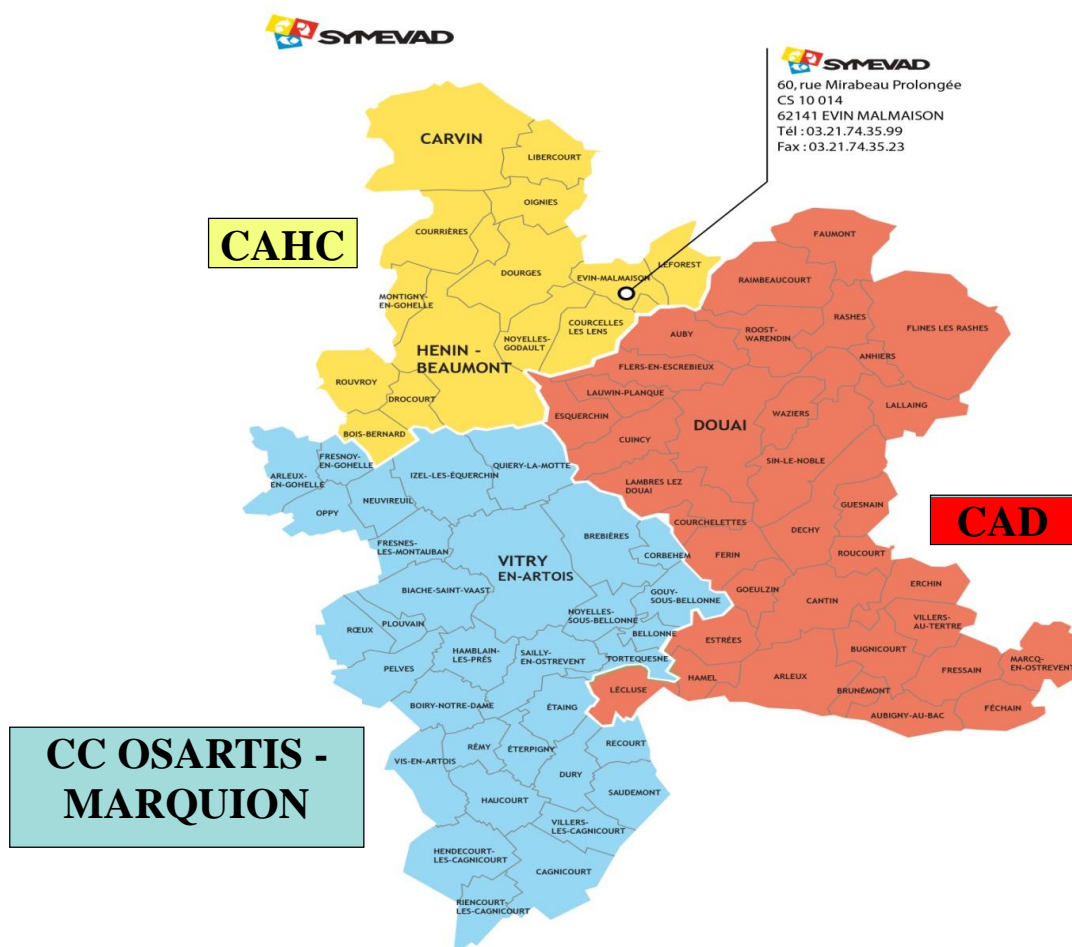 SYMEVAD
SYMEVAD
60, rue Mirabeau Prolongée
CS 10 014
62141 EVIN MALMAISON
Tél : 03.21.74.35.99
Fax : 03.21.74.35.23
CARVIN
LIBERCOURT
OIGNIES
CAHC
COURRIÈRES
DOURGES
EVIN-MALMAISON
LEFOREST
MONTIGNY-
EN-GOHELLE
COURCELLES
LES LENS
NOYELLES-
GODAULT
HENIN -
BEAUMONT
ROUVROY
DROCOURT
BOIS-BERNARD
FAUMONT
RAIMBEAUCOURT
RASHES
FLINES LES RASHES
AUBY
ROOST-
WARENDIN
ANHIERS
FLERS-EN-ESCREBIEUX
LAUWIN-PLANQUE
LALLAING
ESQUERCHIN
WAZIERS
DOUAI
CUINCY
SIN-LE-NOBLE
LAMBRES LEZ
DOUAI
GUESNAIN
COURCHELETTES
DECHY
CAD
FERIN
ROUCOURT
GOEULZIN
CANTIN
ERCHIN
VILLERS-
AU-TERTRE
ESTRÉES
BUGNICOURT
MARCQ-
EN-OSTREVENT
HAMEL
ARLEUX
FRESSAIN
BRUNÉMONT
LÉCLUSE
AUBIGNY-AU-BAC
FÉCHAIN
FRESNOY-
EN-GOHELLE
ARLEUX-
EN-GOHELLE
IZEL-LES-ÉQUERCHIN
QUIERY-LA-MOTTE
NEUVIREUIL
OPPY
FRESNES-
LES-MONTAUBAN
BREBIÈRES
CORBEHEM
VITRY
EN-ARTOIS
BIACHE-SAINT-VAAST
GOUY-
SOUS-BELLONNE
NOYELLES-
SOUS-BELLONNE
PLOUVAIN
RŒUX
BELLONNE
HAMBLAIN-
LES-PRÉS
SAILLY-
EN-OSTREVENT
TORTEQUESNE
PELVES
BOIRY-NOTRE-DAME
ÉTAING
CC OSARTIS -
MARQUION
RÉMY
ÉTERPIGNY
RECOURT
VIS-EN-ARTOIS
DURY
SAUDEMONT
HAUCOURT
VILLERS-
LES-CAGNICOURT
HENDECOURT-
LES-CAGNICOURT
CAGNICOURT
RIENCOURT-
LES-CAGNICOURT